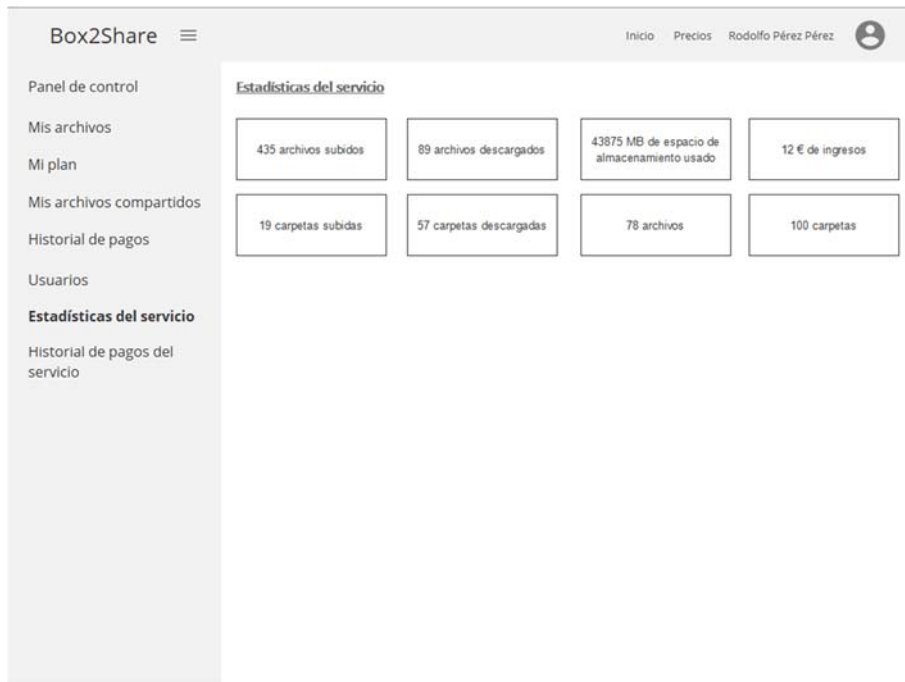 Box2Share
Inicio Precios Rodolfo Pérez Pérez
Panel de control
Mis archivos
Mi plan
Mis archivos compartidos
Historial de pagos
Usuarios
Estadísticas del servicio
Historial de pagos del
servicio
Estadísticas del servicio
435 archivos subidos
89 archivos descargados
43875 MB de espacio de
almacenamiento usado
12 € de ingresos
19 carpetas subidas
57 carpetas descargadas
78 archivos
100 carpetas